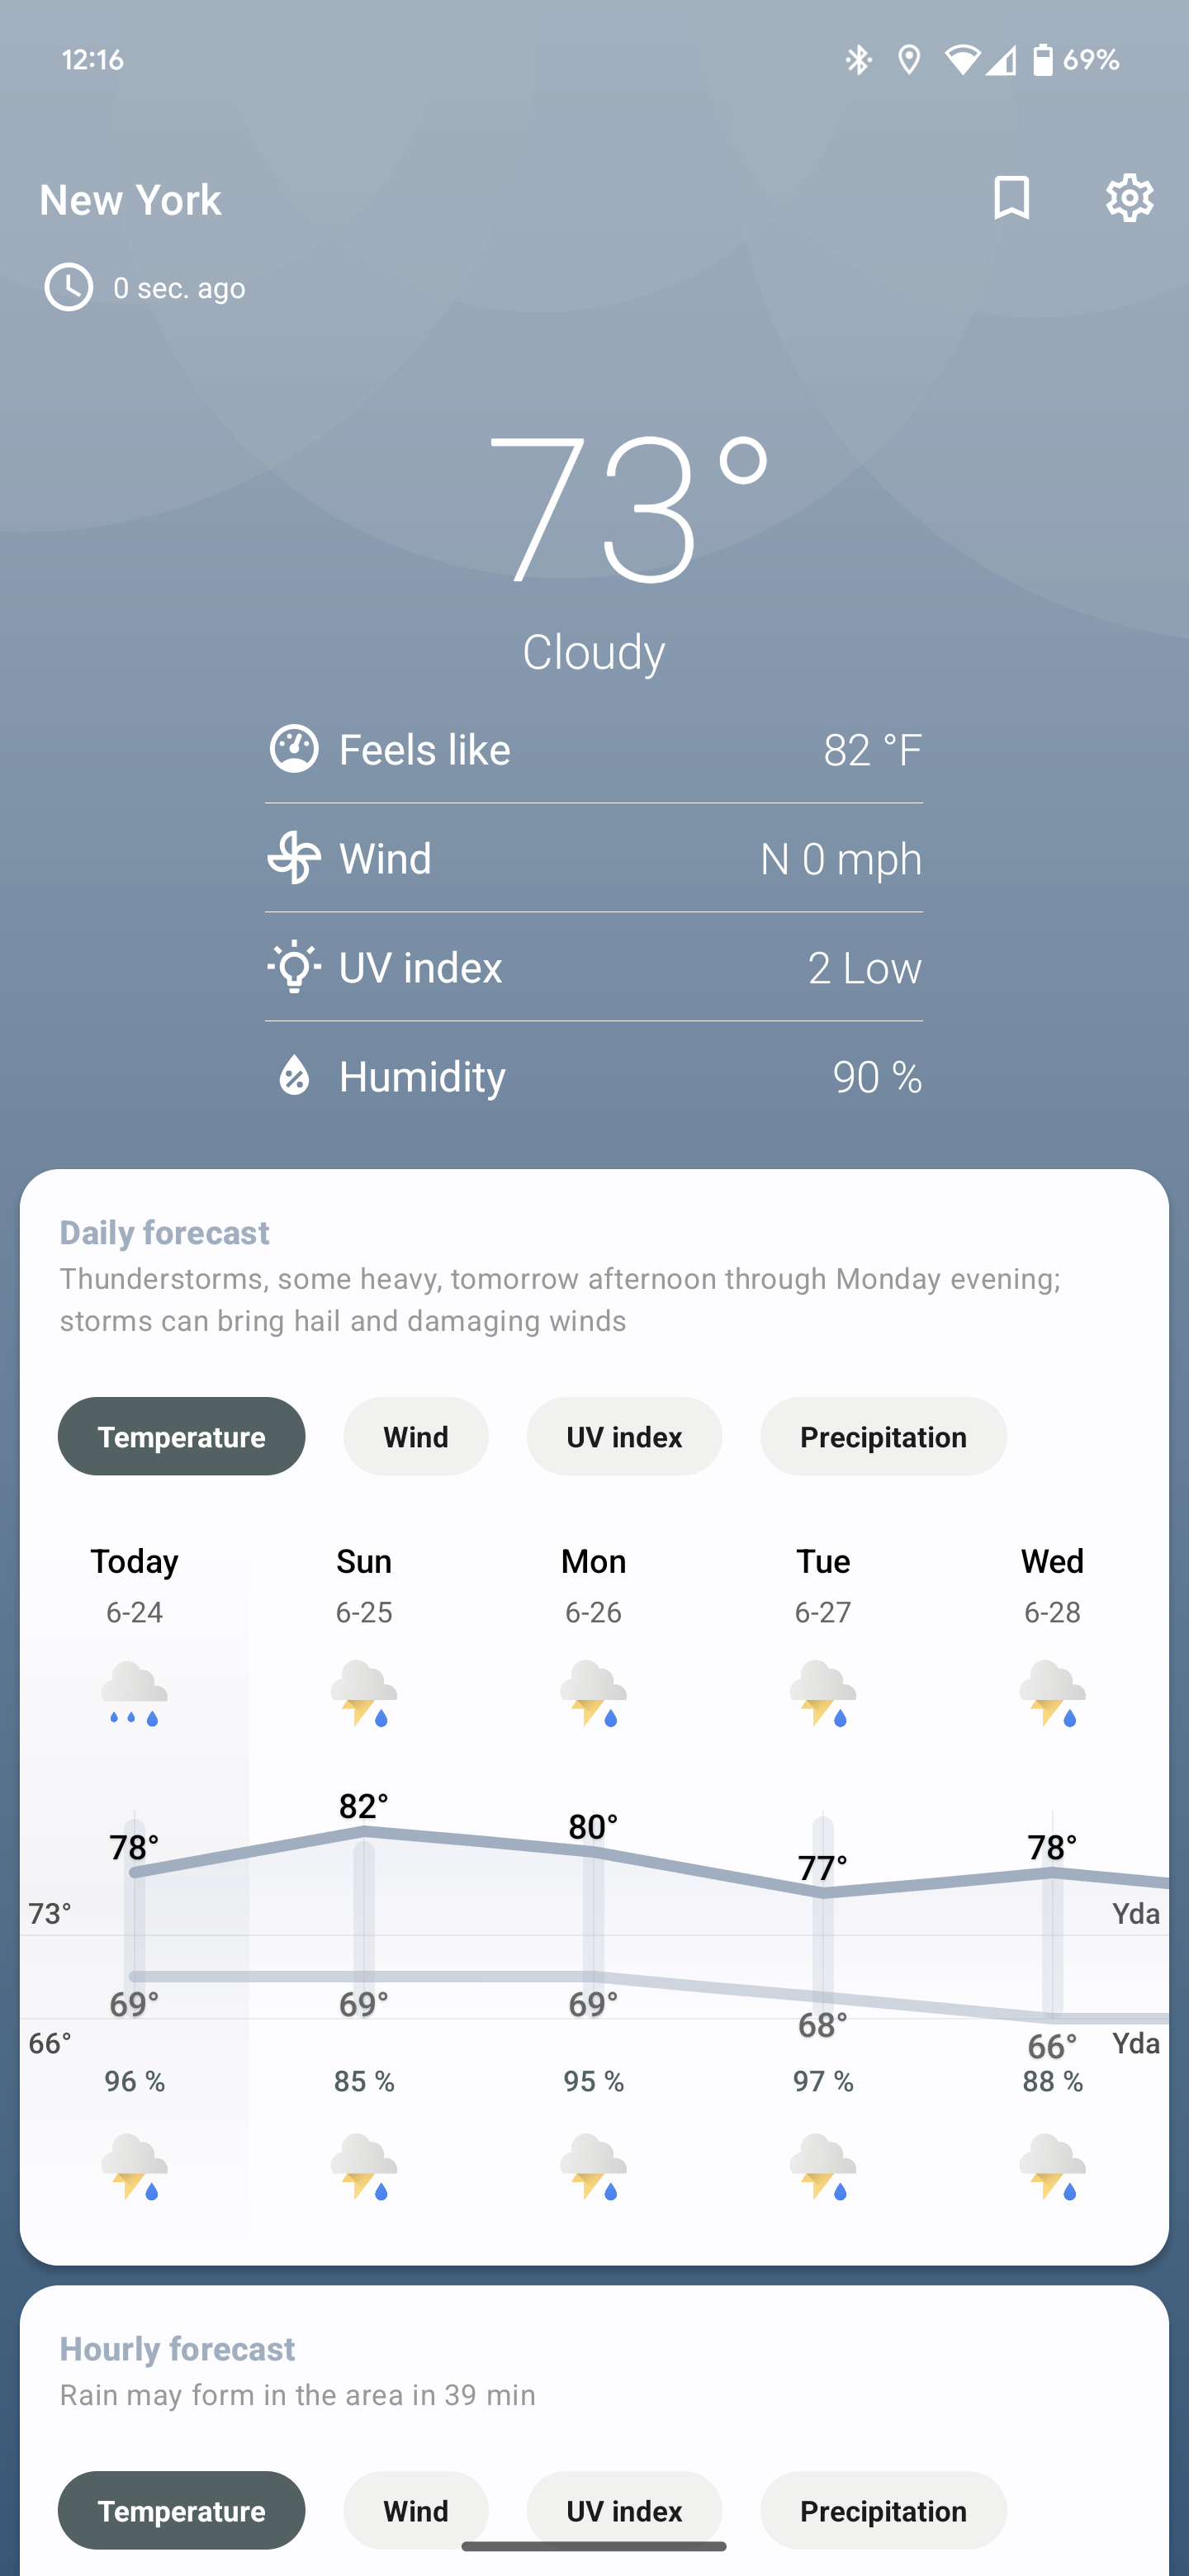 12:16
69%
New York
0 sec. ago
73°
Cloudy
Feels like 82 °F
Wind N 0 mph
UV index 2 Low
Humidity 90 %
Daily forecast
Thunderstorms, some heavy, tomorrow afternoon through Monday evening;
storms can bring hail and damaging winds
Temperature Wind UV index Precipitation
Today Sun Mon Tue Wed
6-24 6-25 6-26 6-27 6-28
78° 82° 80° 77° 78°
73° Yda
69° 69° 69° 68° 66°
66° Yda
96 % 85 % 95 % 97 % 88 %
Hourly forecast
Rain may form in the area in 39 min
Temperature Wind UV index Precipitation